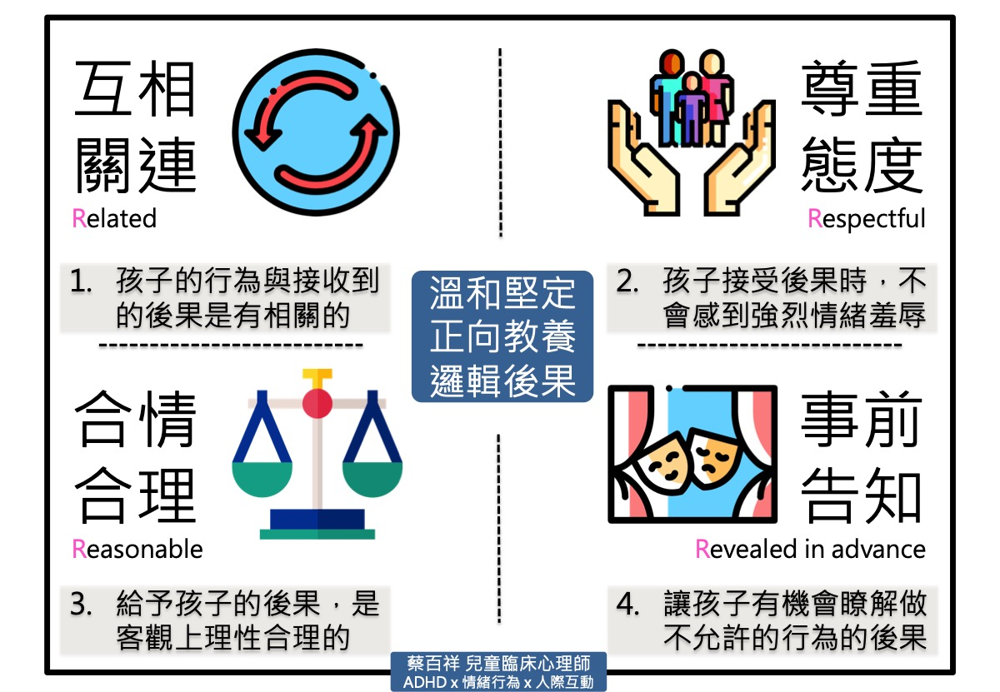 互相
關連
Related
1. 孩子的行為與接收到
的後果是有相關的
尊重
態度
Respectful
2. 孩子接受後果時，不
會感到強烈情緒羞辱
溫和堅定
正向教養
邏輯後果
合情
合理
Reasonable
3. 給予孩子的後果，是
客觀上理性合理的
事前
告知
Revealed in advance
4. 讓孩子有機會瞭解做
不允許的行為的後果
蔡百祥 兒童臨床心理師
ADHD x 情緒行為 x 人際互動